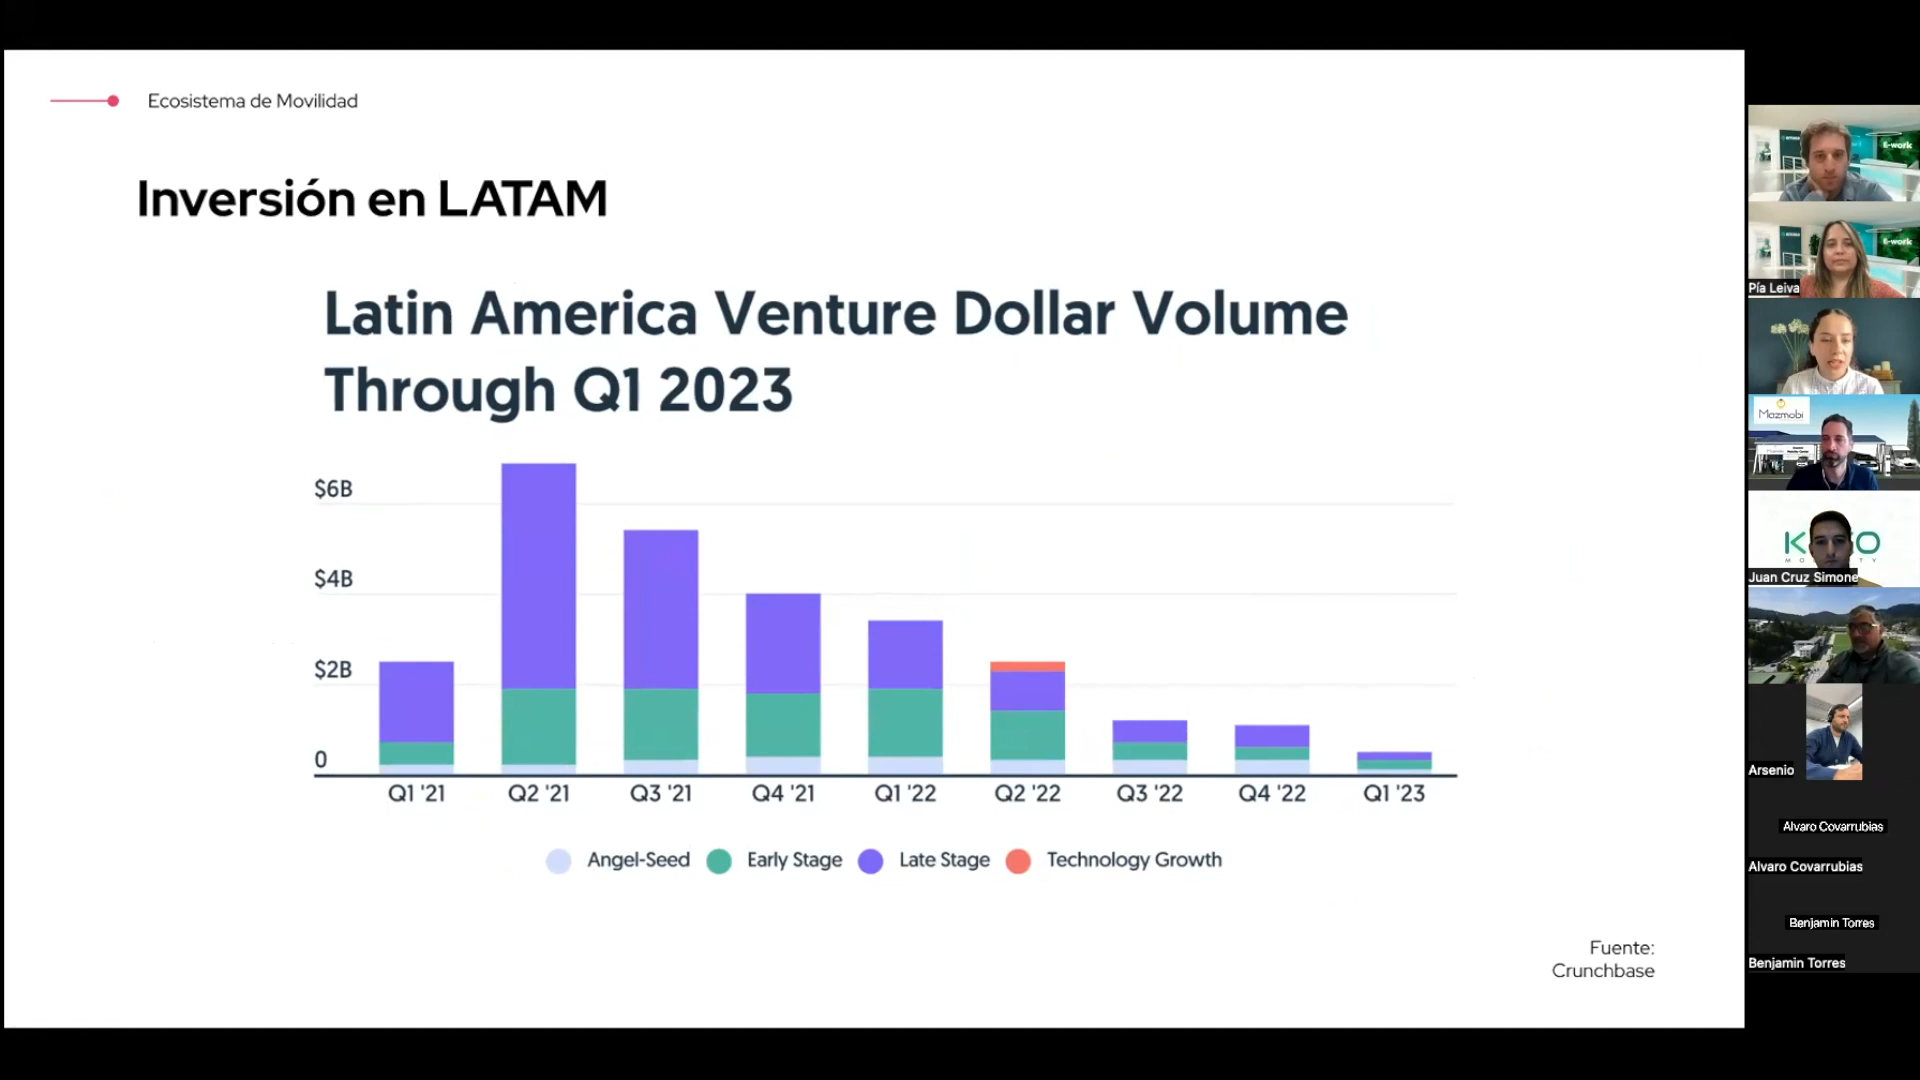 Ecosistema de Movilidad
Inversión en LATAM
Latin America Venture Dollar Volume
Through Q1 2023
$6B
$4B
$2B
0
Q1 '21 Q2 '21 Q3 '21 Q4 '21 Q1 '22 Q2 '22 Q3 '22 Q4 '22 Q1 '23
Angel-Seed Early Stage Late Stage Technology Growth
Fuente:
Crunchbase
E-work
E-work
Pía Leiva
Mazmobi
Juan Cruz Simone
Arsenio
Alvaro Covarrubias
Alvaro Covarrubias
Benjamin Torres
Benjamin Torres